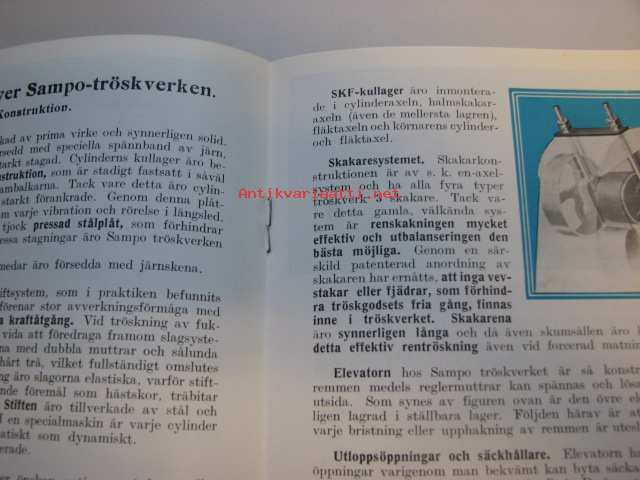 ver Sampo-tröskverken.
Konstruktion.
kad av prima virke och synnerligen solid.
rsedd med speciella spännband av järn,
tarkt stagad. Cylinderns kullager äro be-
nstruktion, som är stadigt fastsatt i såväl
ambalkarna. Tack vare detta äro cylin-
starkt förankrade. Genom denna plåt-
m varje vibration och rörelse i längsled.
tjock pressad stålplåt, som förhindrar
essa stagningar äro Sampo tröskverken
medar äro försedda med järnskena.
iftsystem, som i praktiken befunnits
förenar stor avverkningsförmåga med
a kraftåtgång. Vid tröskning av fuk-
vida att föredraga framom slagsyste-
na med dubbla muttrar och sålunda
hårt trä, vilket fullständigt omslutes
ng äro slagorna elastiska, varför stift-
nde föremål som hästskor, träbitar
Stiften äro tillverkade av stål och
l en specialmaskin är varje cylinder
atiskt som dynamiskt.
erade.
SKF-kullager äro inmontera-
de i cylinderaxeln, halmskakar-
axeln (även de mellersta lagren),
fläktaxeln och körnarens cylinder-
och fläktaxel.
Skakaresystemet. Skakarkon-
struktionen är av s. k. en-axel-
system och ha alla fyra typer
tröskverk skakare. Tack va-
re detta gamla, välkända sys-
tem är renskakningen mycket
effektiv och utbalanseringen den
bästa möjliga. Genom en sär-
skild patenterad anordning av
skakaren har ernåtts, att inga vev-
stakar eller fjädrar, som förhind-
ra tröskgodsets fria gång, finnas
inne i tröskverket. Skakarena
äro synnerligen långa och då även skumsållen äro
detta effektiv rentröskning även vid forcerad matnin
Elevatorn hos Sampo tröskverket är så konstr
remmen medels reglermuttrar kan spännas och löss
utsida. Som synes av figuren ovan är den övre ele
ligen lagrad i ställbara lager. Följden härav är at
varje bristning eller upphakning av remmen är uteslu
Utloppsöppningar och säckhållare. Elevatorn ha
öppningar varigenom man bekvämt kan byta säcka
Antikvariaatti.net